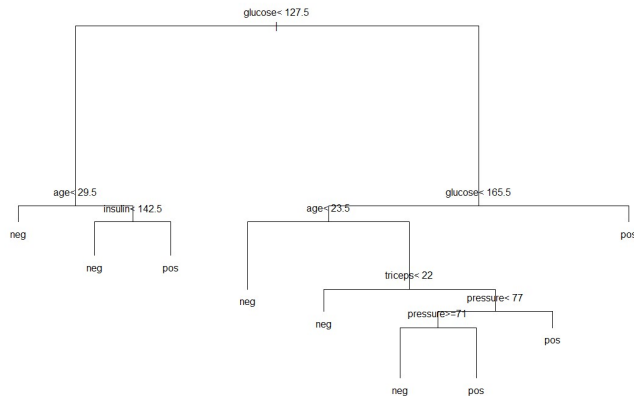 glucose< 127.5
age< 29.5
glucose< 165.5
insulin< 142.5
age< 23.5
neg
pos
neg
pos
triceps< 22
neg
pressure< 77
pressure>=71
neg
pos
neg
pos